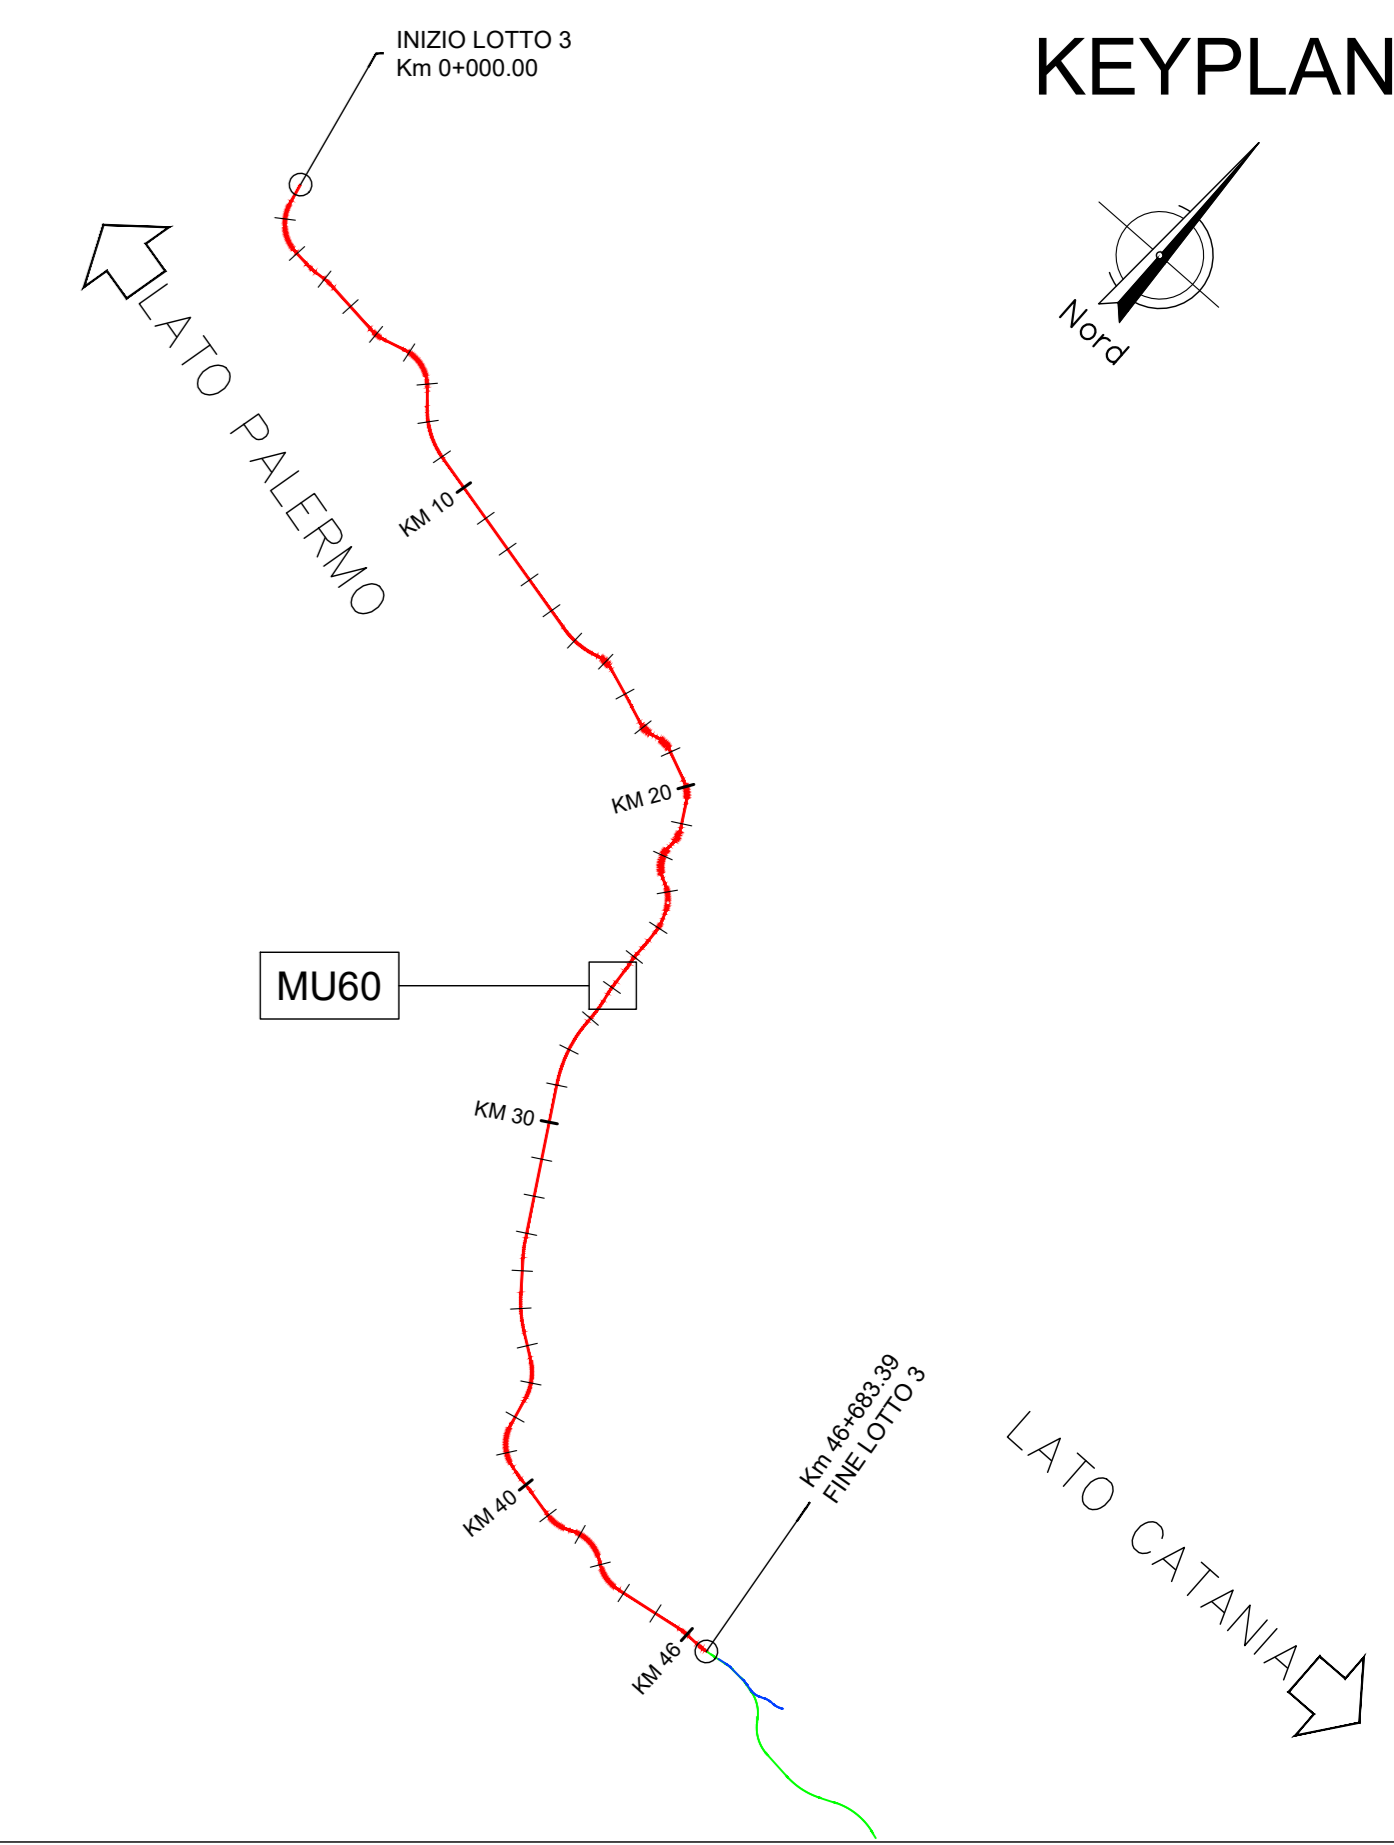 INIZIO LOTTO 3
Km 0+000.00
KEYPLAN
Nord
LATO PALERMO
KM 10
KM 20
MU60
KM 30
Km 46+683.39
FINE LOTTO 3
LATO CATANIA
KM 40
KM 46